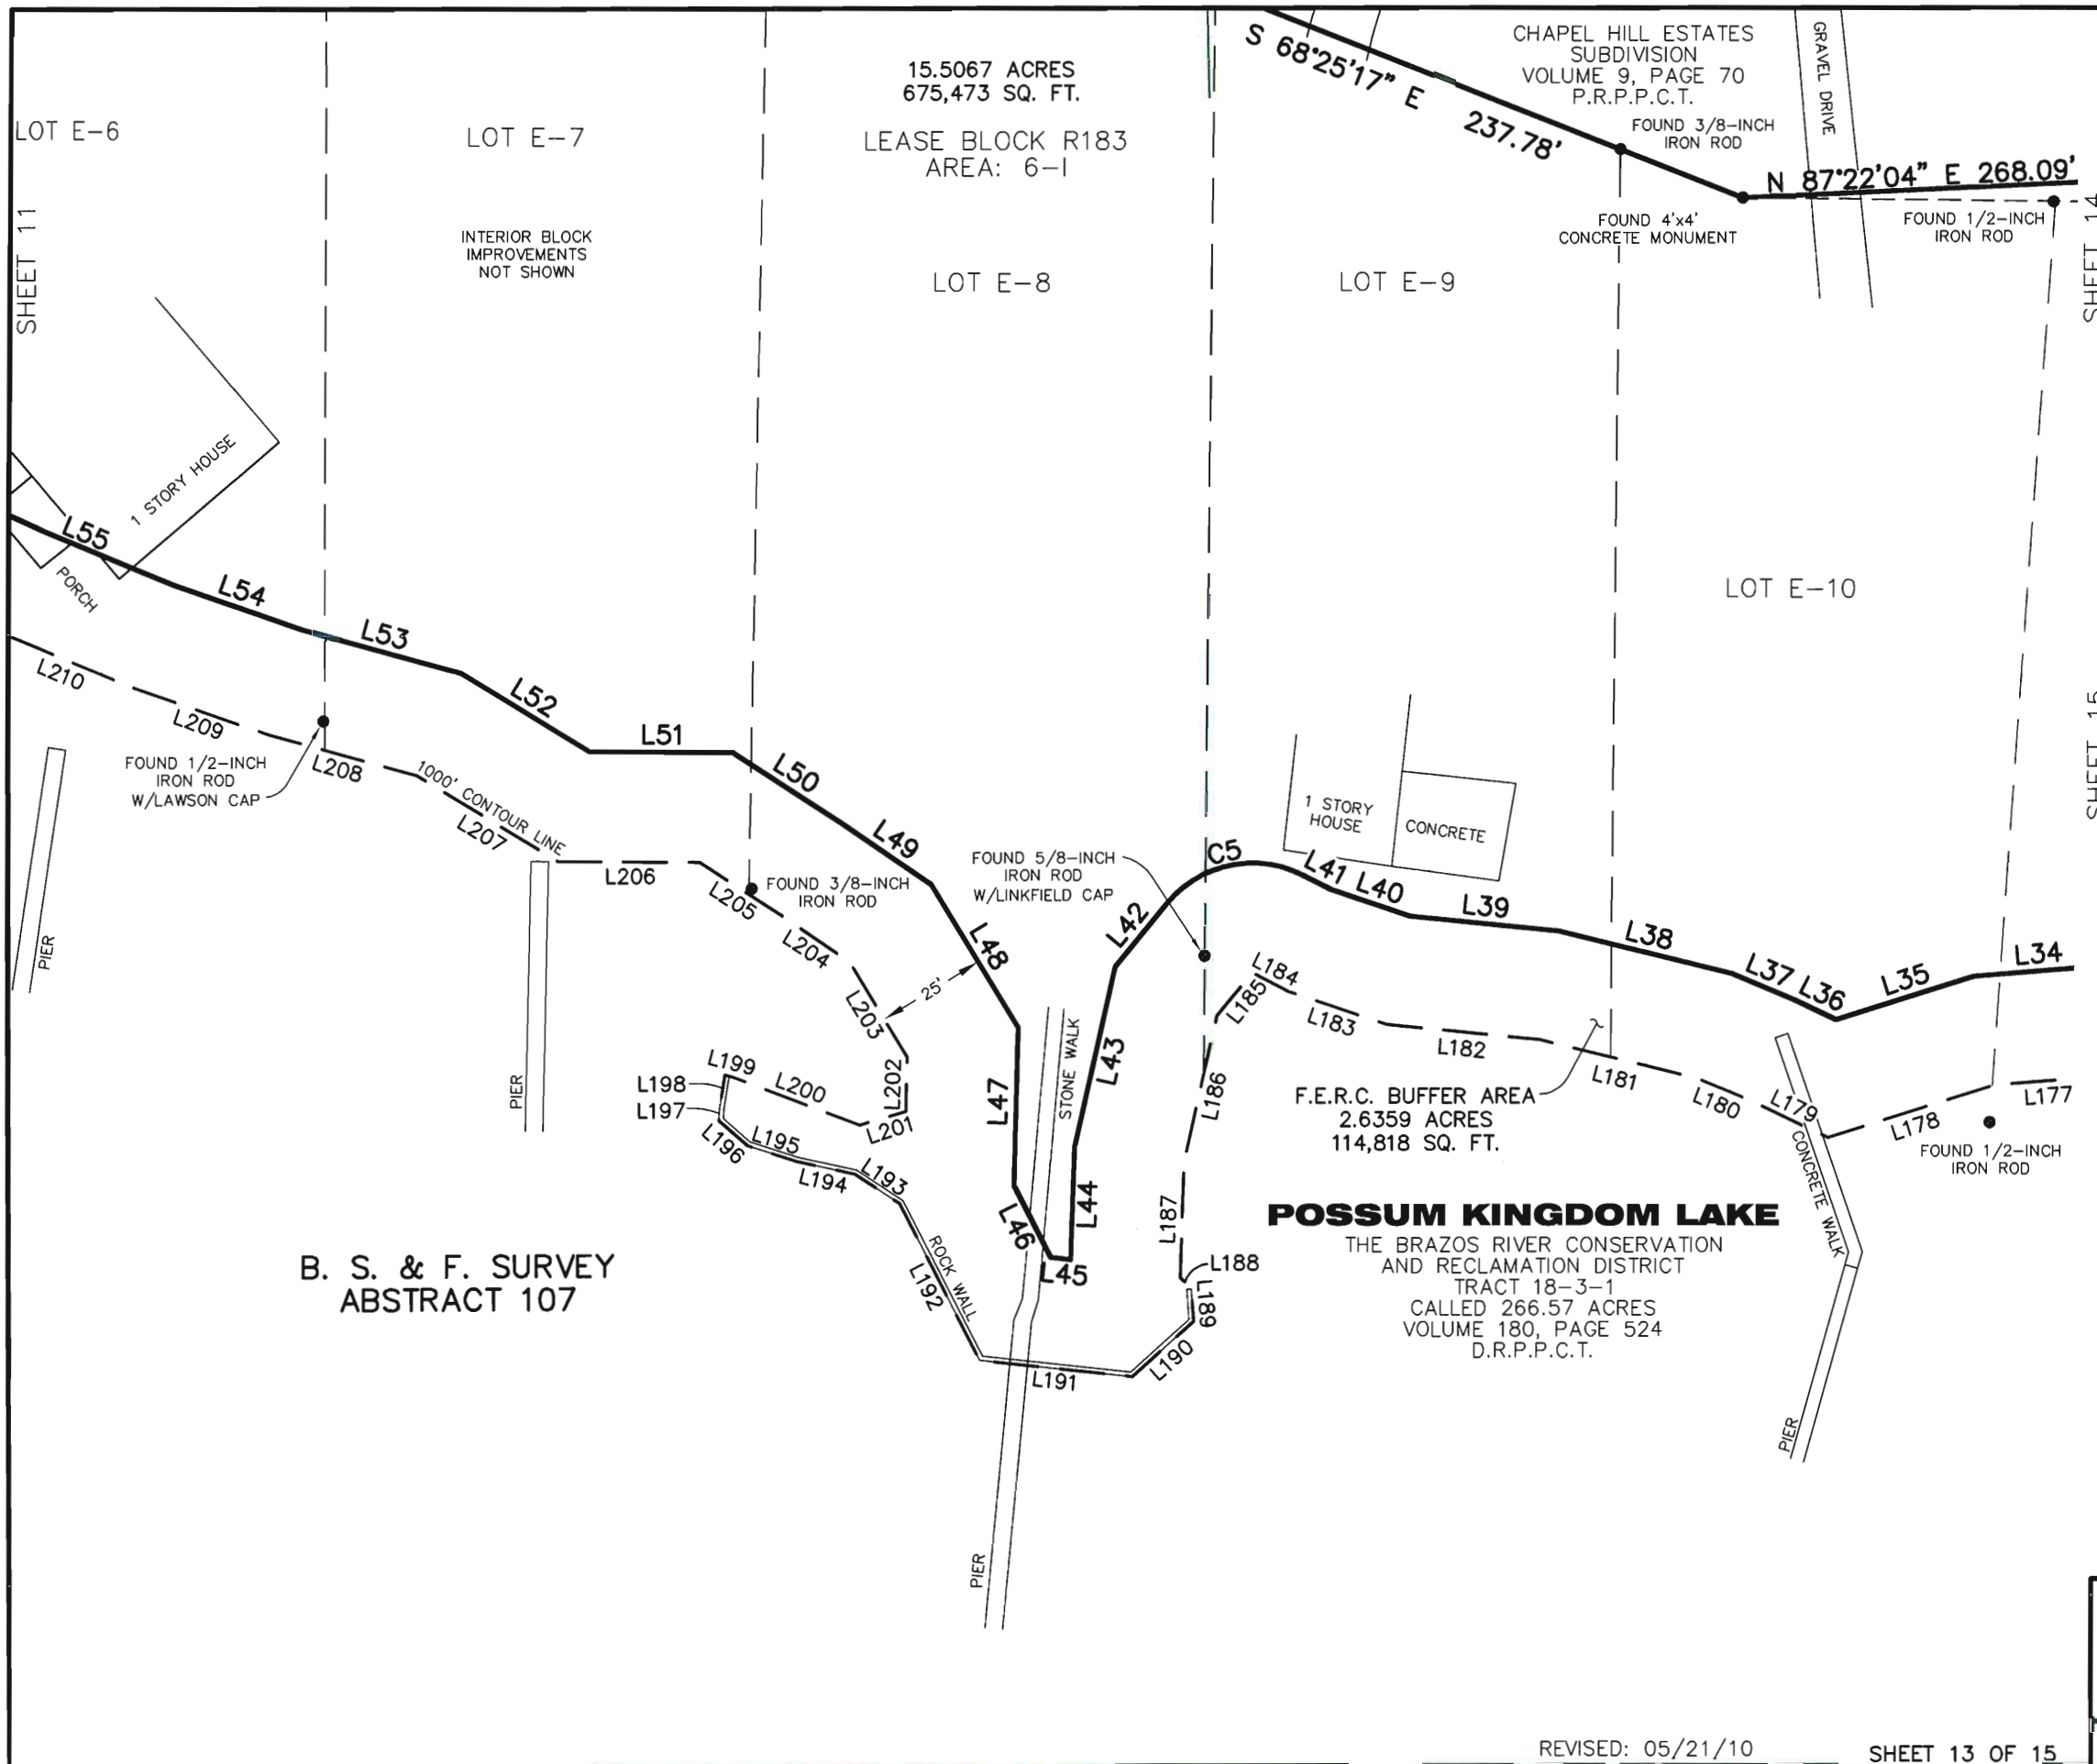 S 68°25'17" E 237.78'
CHAPEL HILL ESTATES
SUBDIVISION
VOLUME 9, PAGE 70
P.R.P.P.C.T.
GRAVEL DRIVE
15.5067 ACRES
675,473 SQ. FT.
LEASE BLOCK R183
AREA: 6-I
LOT E-6
LOT E-7
FOUND 3/8-INCH
IRON ROD
N 87°22'04" E 268.09'
SHEET 11
SHEET 14
INTERIOR BLOCK
IMPROVEMENTS
NOT SHOWN
FOUND 4'x4'
CONCRETE MONUMENT
FOUND 1/2-INCH
IRON ROD
LOT E-8
LOT E-9
1 STORY HOUSE
L55
PORCH
L54
L53
LOT E-10
L210
L209
L52
L51
SHEET 15
FOUND 1/2-INCH
IRON ROD
W/LAWSON CAP
L208
1000' CONTOUR LINE
L207
L50
L49
1 STORY
HOUSE
CONCRETE
L206
L205
FOUND 3/8-INCH
IRON ROD
FOUND 5/8-INCH
IRON ROD
W/LINKFIELD CAP
C5
L41
L40
L39
L38
L37
L36
L35
L34
PIER
L204
L48
L42
25'
L203
L184
L185
L183
L182
L181
L180
L179
L178
L177
STONE WALK
L43
L199
L198
L197
L200
L202
L201
L47
L186
PIER
L196
L195
L194
L193
F.E.R.C. BUFFER AREA
2.6359 ACRES
114,818 SQ. FT.
FOUND 1/2-INCH
IRON ROD
CONCRETE WALK
L44
L187
L46
L45
L188
L189
POSSUM KINGDOM LAKE
THE BRAZOS RIVER CONSERVATION
AND RECLAMATION DISTRICT
TRACT 18-3-1
CALLED 266.57 ACRES
VOLUME 180, PAGE 524
D.R.P.P.C.T.
B. S. & F. SURVEY
ABSTRACT 107
ROCK WALL
L192
L191
L190
PIER
PIER
REVISED: 05/21/10
SHEET 13 OF 15